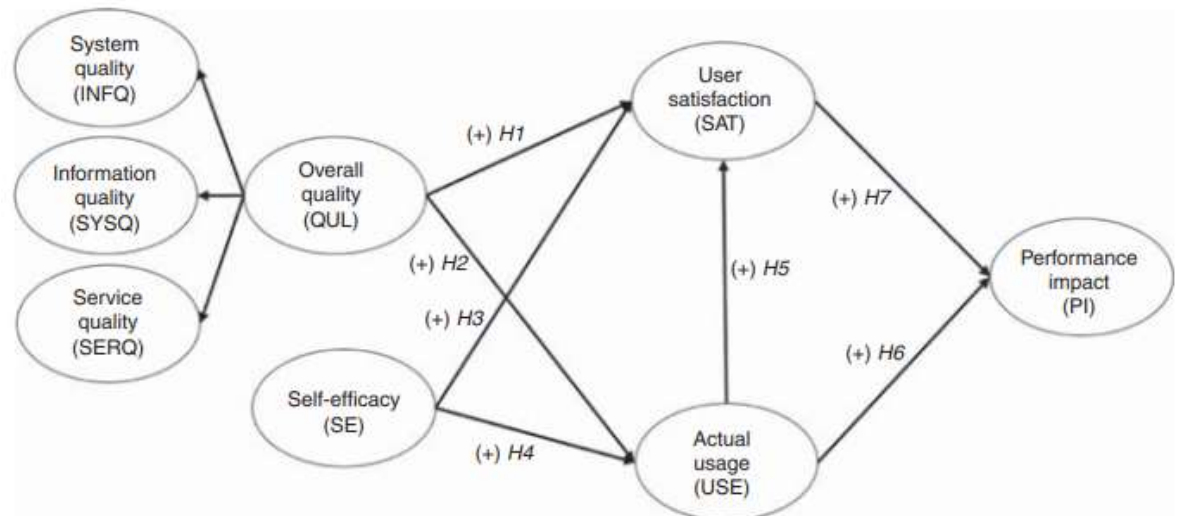 System
quality
(INFQ)
Information
quality
(SYSQ)
Service
quality
(SERQ)
Overall
quality
(QUL)
Self-efficacy
(SE)
(+) H1
(+) H2
(+) H3
(+) H4
User
satisfaction
(SAT)
(+) H5
Actual
usage
(USE)
(+) H7
(+) H6
Performance
impact
(PI)